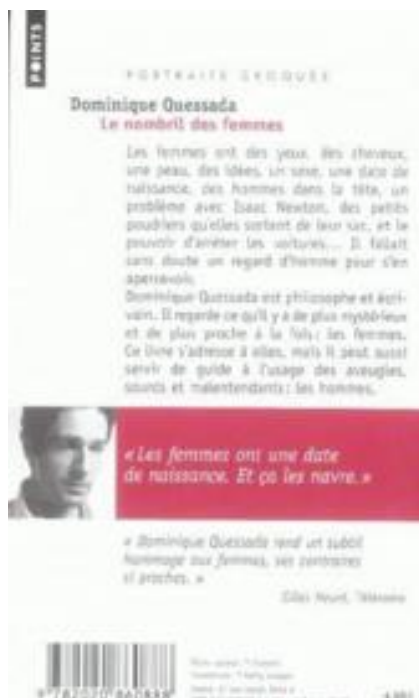 POINTS
PORTRAITS CROQUÉS
Dominique Quessada
Le nombril des femmes
Les femmes ont des yeux, des cheveux,
une peau, des idées, un sexe, une date de
naissance, des hommes dans la tête, un
problème avec Isaac Newton, des petits
poudriers qu'elles sortent de leur sac, et le
pouvoir d'arrêter les voitures... Il fallait
sans doute un regard d'homme pour s'en
apercevoir.
Dominique Quessada est philosophe et écri-
vain. Il regarde ce qu'il y a de plus mystérieux
et de plus proche à la fois : les femmes.
Ce livre s'adresse à elles, mais il peut aussi
servir de guide à l'usage des aveugles,
sourds et malentendants : les hommes.
« Les femmes ont une date
de naissance. Et ça les navre. »
« Dominique Quessada rend un subtil
hommage aux femmes, ses contraires
si proches. »
Gilles